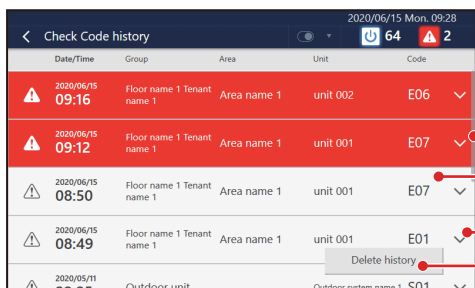 2020/06/15 Mon. 09:28
Check Code history 64 2
Date/Time Group Area Unit Code
2020/06/15
09:16 Floor name 1 Tenant name 1 Area name 1 unit 002 E06
2020/06/15
09:12 Floor name 1 Tenant name 1 Area name 1 unit 001 E07
2020/06/15
08:50 Floor name 1 Tenant name 1 Area name 1 unit 001 E07
2020/06/15
08:49 Floor name 1 Tenant name 1 Area name 1 unit 001 E01
Delete history
2020/05/11
Outdoor unit Outdoor system name 1 S01